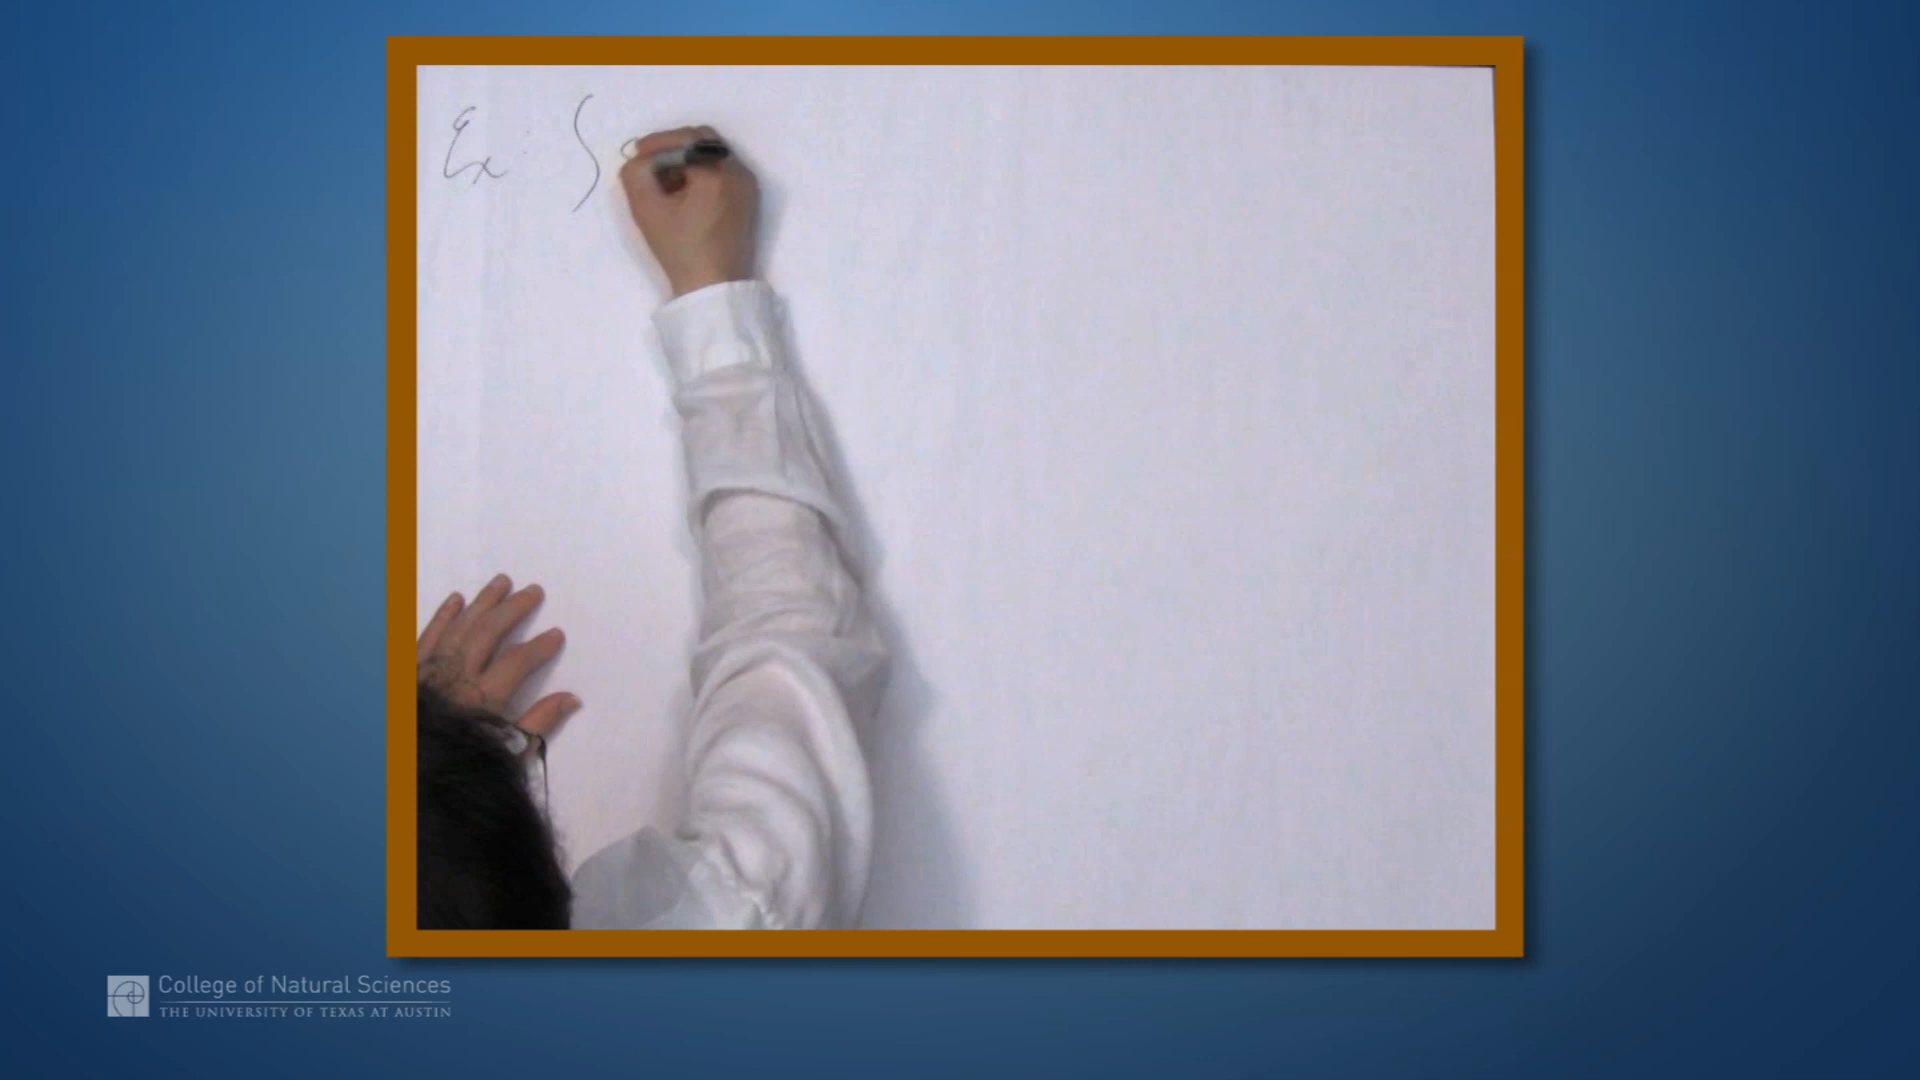 Ex: ∫
College of Natural Sciences
THE UNIVERSITY OF TEXAS AT AUSTIN